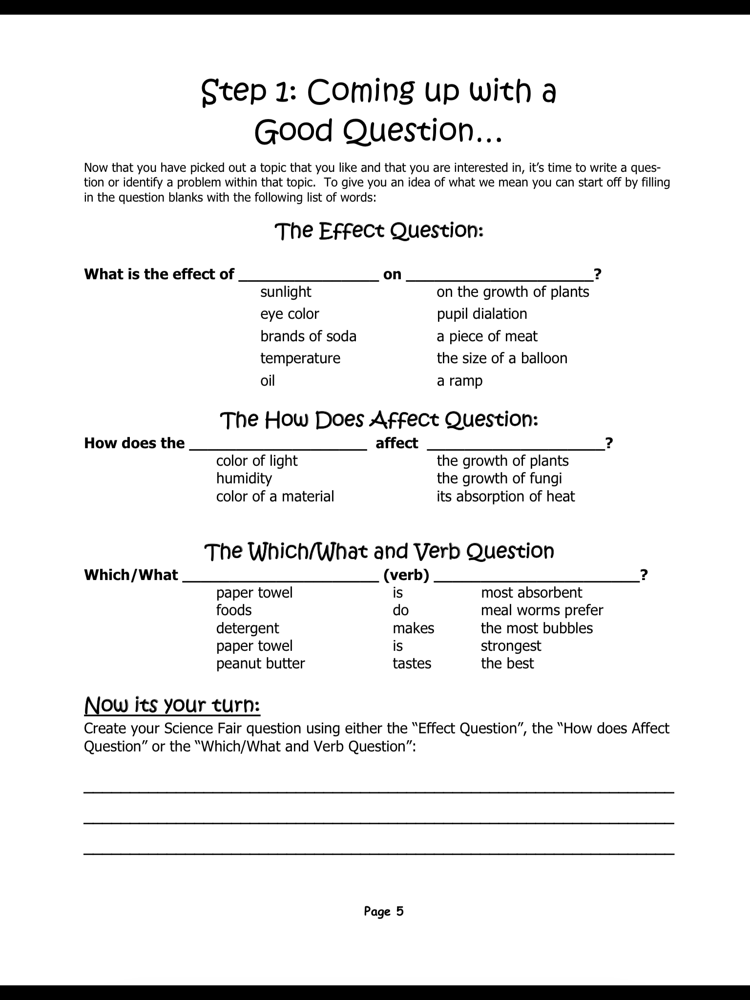 Step 1: Coming up with a
Good Question...
Now that you have picked out a topic that you like and that you are interested in, it’s time to write a ques-
tion or identify a problem within that topic.  To give you an idea of what we mean you can start off by filling
in the question blanks with the following list of words:
The Effect Question:
What is the effect of _________________ on _______________________?
sunlight on the growth of plants
eye color pupil dialation
brands of soda a piece of meat
temperature the size of a balloon
oil a ramp
The How Does Affect Question:
How does the ______________________ affect ______________________?
color of light the growth of plants
humidity the growth of fungi
color of a material its absorption of heat
The Which/What and Verb Question
Which/What ________________________ (verb) _________________________?
paper towel is most absorbent
foods do meal worms prefer
detergent makes the most bubbles
paper towel is strongest
peanut butter tastes the best
Now its your turn:
Create your Science Fair question using either the “Effect Question”, the “How does Affect
Question” or the “Which/What and Verb Question”:
Page 5